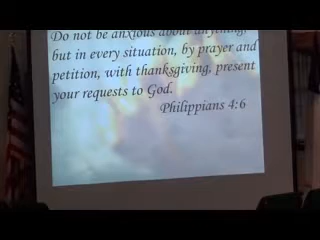 Do not be anxious about anything,
but in every situation, by prayer and
petition, with thanksgiving, present
your requests to God.
Philippians 4:6